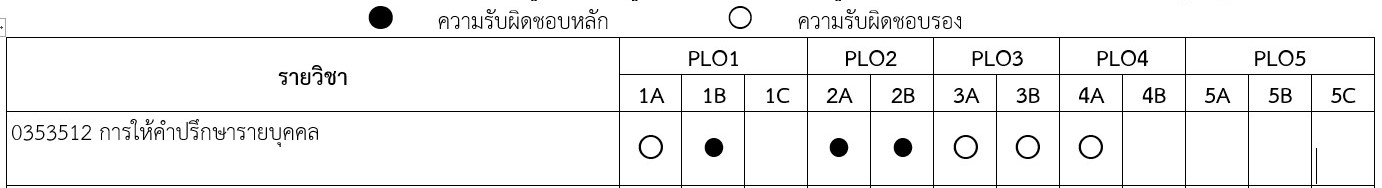 ● ความรับผิดชอบหลัก ○ ความรับผิดชอบรอง
รายวิชา PLO1 PLO2 PLO3 PLO4 PLO5
1A 1B 1C 2A 2B 3A 3B 4A 4B 5A 5B 5C
0353512 การให้คำปรึกษารายบุคคล ○ ● ● ● ○ ○ ○